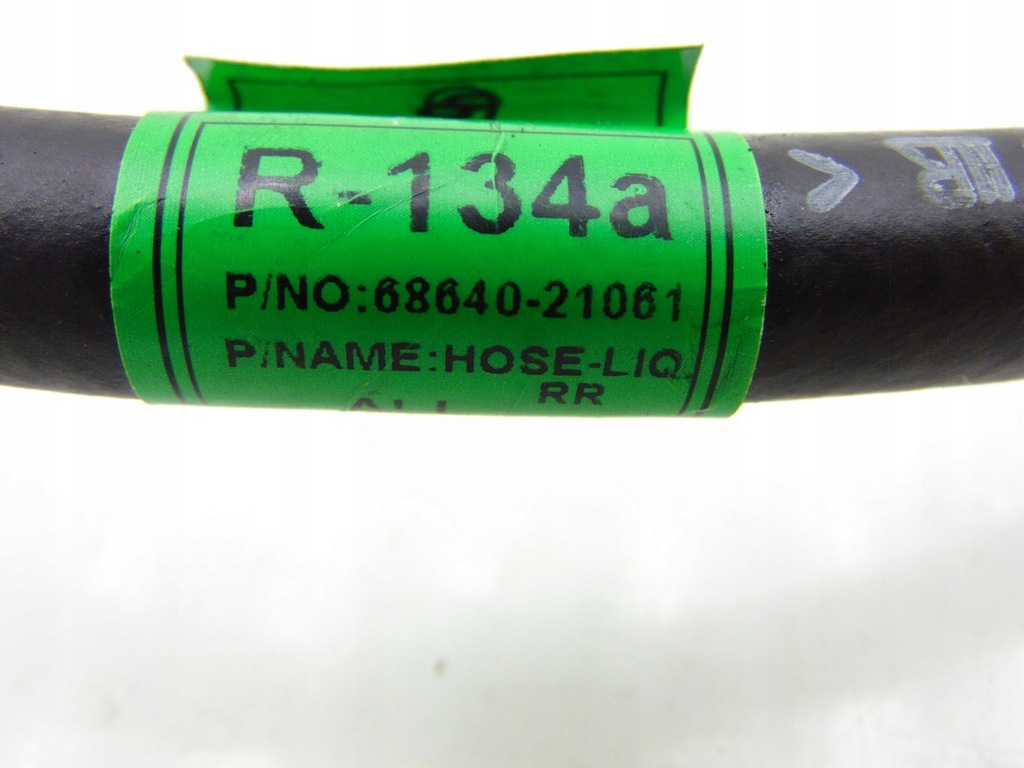 R-134a
P/NO:68640-21061
P/NAME:HOSE-LIQ.
RR